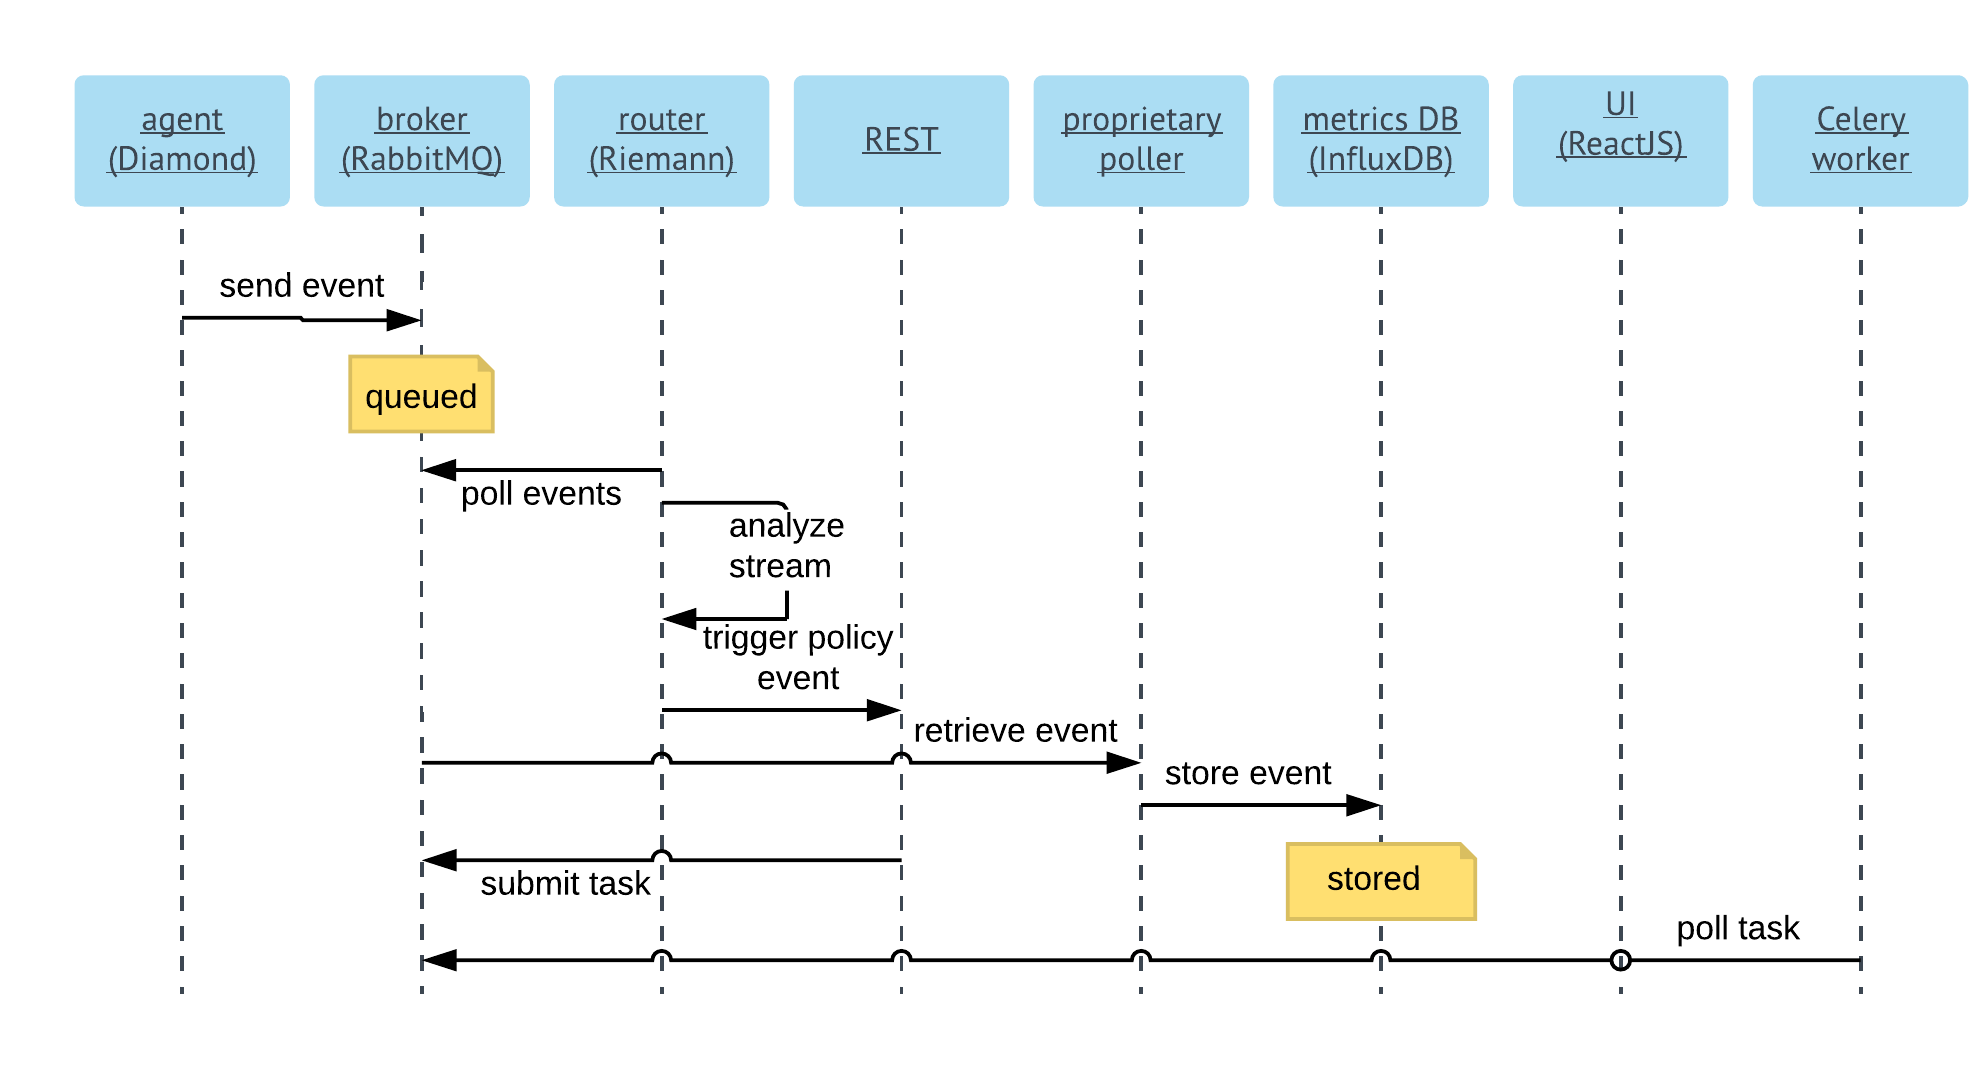 agent
(Diamond)
broker
(RabbitMQ)
router
(Riemann)
REST
proprietary
poller
metrics DB
(InfluxDB)
UI
(ReactJS)
Celery
worker
send event
queued
poll events
analyze
stream
trigger policy
event
retrieve event
store event
submit task
stored
poll task